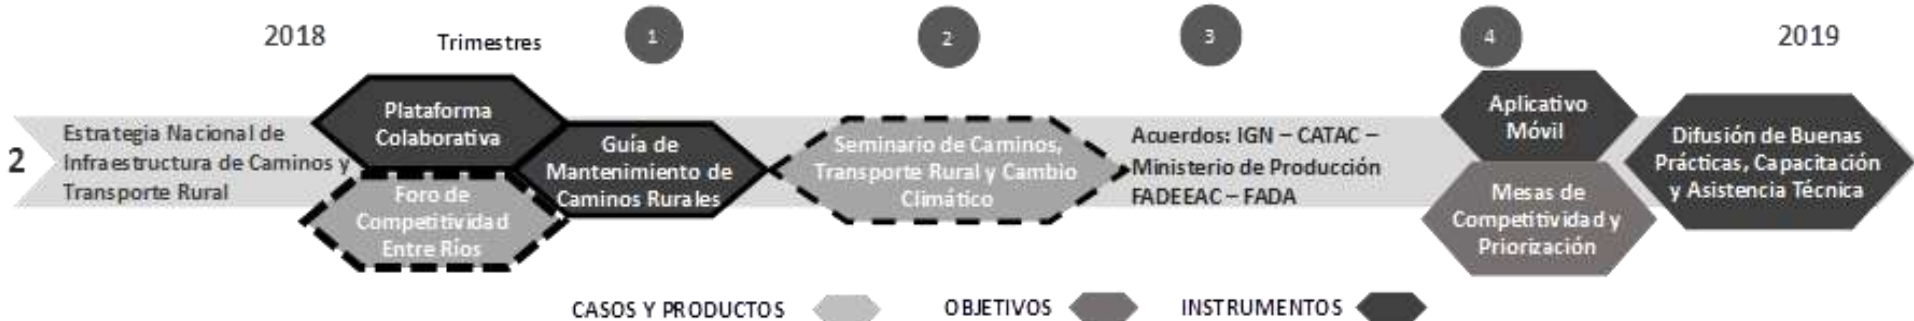 2018
Trimestres
1
2
3
4
2019
2
Estrategia Nacional de
Infraestructura de Caminos y
Transporte Rural
Plataforma
Colaborativa
Foro de
Competitividad
Entre Ríos
Guía de
Mantenimiento de
Caminos Rurales
Seminario de Caminos,
Transporte Rural y Cambio
Climático
Acuerdos: IGN – CATAC –
Ministerio de Producción
FADEEAC – FADA
Aplicativo
Móvil
Mesas de
Competitividad y
Priorización
Difusión de Buenas
Prácticas, Capacitación
y Asistencia Técnica
CASOS Y PRODUCTOS
OBJETIVOS
INSTRUMENTOS